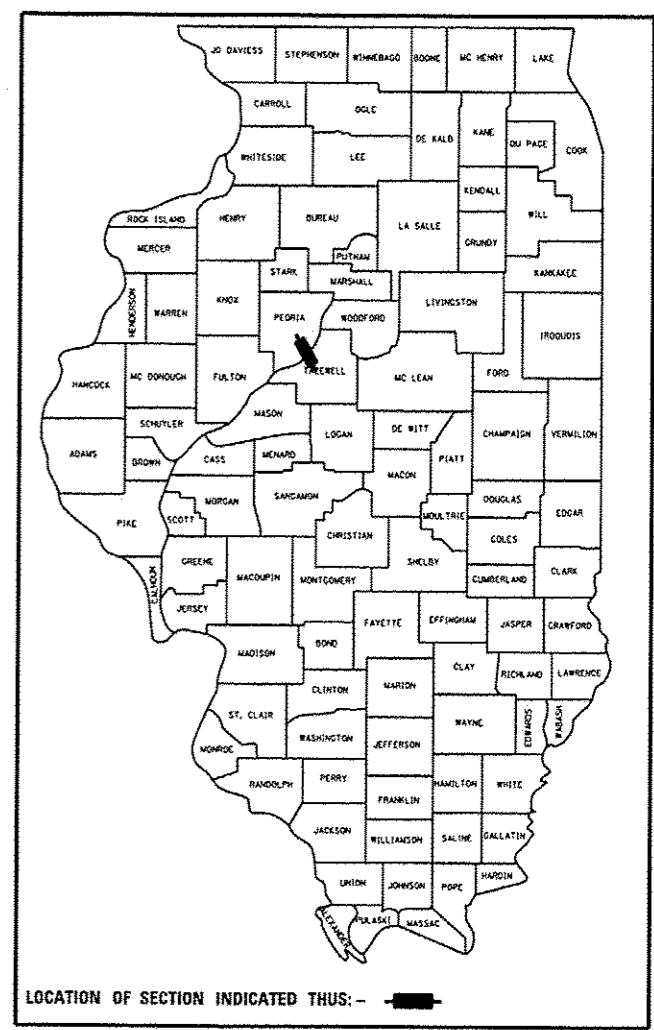 JO DAVIESS STEPHENSON WINNEBAGO BOONE MC HENRY LAKE
CARROLL OGLE
DE KALB KANE DU PAGE COOK
WHITESIDE LEE
KENDALL WILL
ROCK ISLAND HENRY BUREAU LA SALLE GRUNDY
MERCER PUTNAM
STARK MARSHALL KANKAKEE
HENDERSON WARREN KNOX PEORIA WOODFORD LIVINGSTON IROQUOIS
HANCOCK MC DONOUGH FULTON TAZEWELL MC LEAN FORD
MASON
SCHUYLER LOGAN DE WITT CHAMPAIGN VERMILION
ADAMS BROWN CASS MENARD PIATT
MACON
PIKE SCOTT MORGAN SANGAMON MOULTRIE DOUGLAS EDGAR
CHRISTIAN COLES
CALHOUN GREENE MACOUPIN MONTGOMERY SHELBY CUMBERLAND CLARK
JERSEY
FAYETTE EFFINGHAM JASPER CRAWFORD
MADISON BOND
CLAY RICHLAND LAWRENCE
CLINTON MARION
ST. CLAIR WAYNE EDWARDS WABASH
MONROE WASHINGTON JEFFERSON
RANDOLPH PERRY HAMILTON WHITE
FRANKLIN
JACKSON WILLIAMSON SALINE GALLATIN
UNION JOHNSON POPE HARDIN
ALEXANDER PULASKI MASSAC
LOCATION OF SECTION INDICATED THUS:-